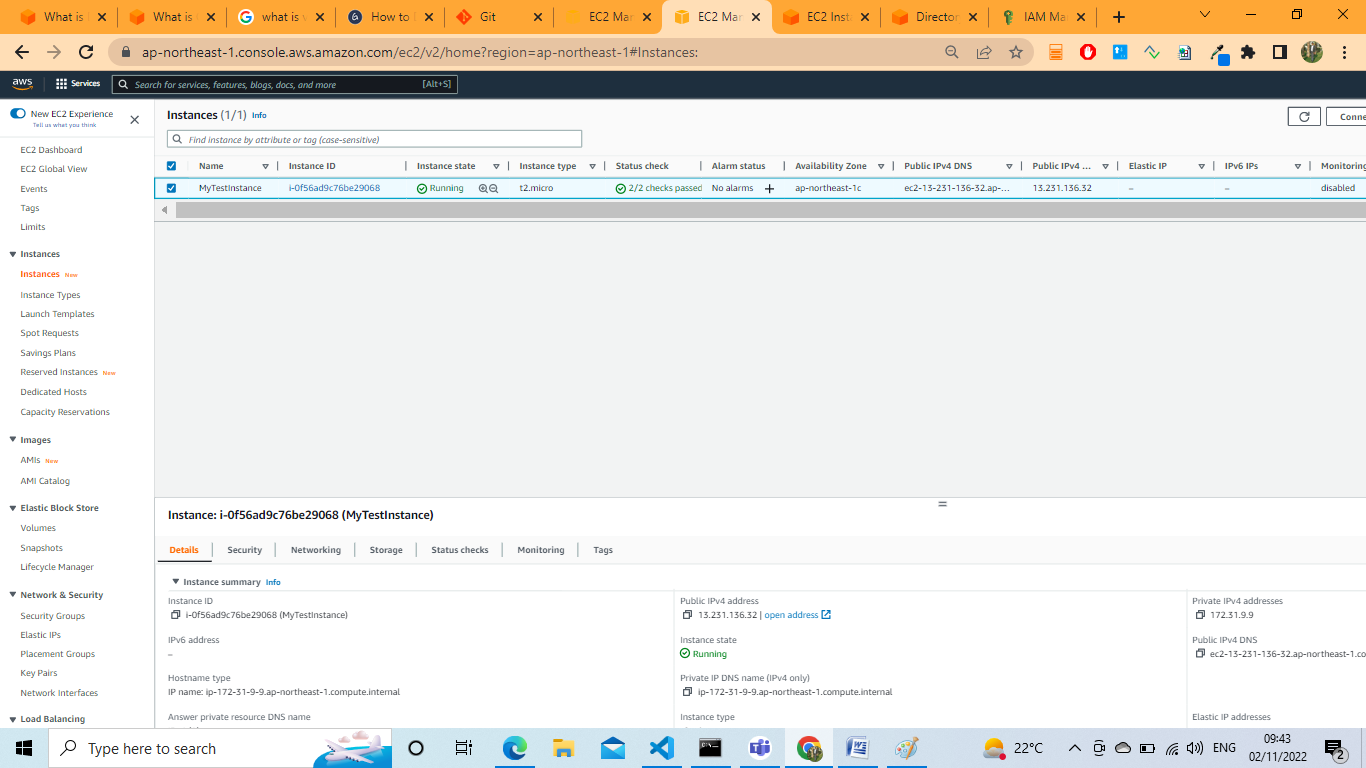 What is
What is
what is
How to
Git
EC2 Mar
EC2 Mar
EC2 Inst
Director
IAM Ma
ap-northeast-1.console.aws.amazon.com/ec2/v2/home?region=ap-northeast-1#Instances:
aws
Services
Search for services, features, blogs, docs, and more
[Alt+S]
New EC2 Experience
Tell us what you think
EC2 Dashboard
EC2 Global View
Events
Tags
Limits
Instances
Instances New
Instance Types
Launch Templates
Spot Requests
Savings Plans
Reserved Instances New
Dedicated Hosts
Capacity Reservations
Images
AMIs New
AMI Catalog
Elastic Block Store
Volumes
Snapshots
Lifecycle Manager
Network & Security
Security Groups
Elastic IPs
Placement Groups
Key Pairs
Network Interfaces
Load Balancing
Instances (1/1) Info
Conne
Find instance by attribute or tag (case-sensitive)
Name Instance ID Instance state Instance type Status check Alarm status Availability Zone Public IPv4 DNS Public IPv4 ... Elastic IP IPv6 IPs Monitoring
MyTestInstance i-0f56ad9c76be29068 Running t2.micro 2/2 checks passed No alarms + ap-northeast-1c ec2-13-231-136-32.ap-... 13.231.136.32 – – disabled
Instance: i-0f56ad9c76be29068 (MyTestInstance)
Details Security Networking Storage Status checks Monitoring Tags
Instance summary Info
Instance ID
i-0f56ad9c76be29068 (MyTestInstance)
IPv6 address
–
Hostname type
IP name: ip-172-31-9-9.ap-northeast-1.compute.internal
Answer private resource DNS name
Public IPv4 address
13.231.136.32 | open address
Instance state
Running
Private IP DNS name (IPv4 only)
ip-172-31-9-9.ap-northeast-1.compute.internal
Instance type
Private IPv4 addresses
172.31.9.9
Public IPv4 DNS
ec2-13-231-136-32.ap-northeast-1.co
Elastic IP addresses
Type here to search
22°C
ENG
09:43
02/11/2022
2